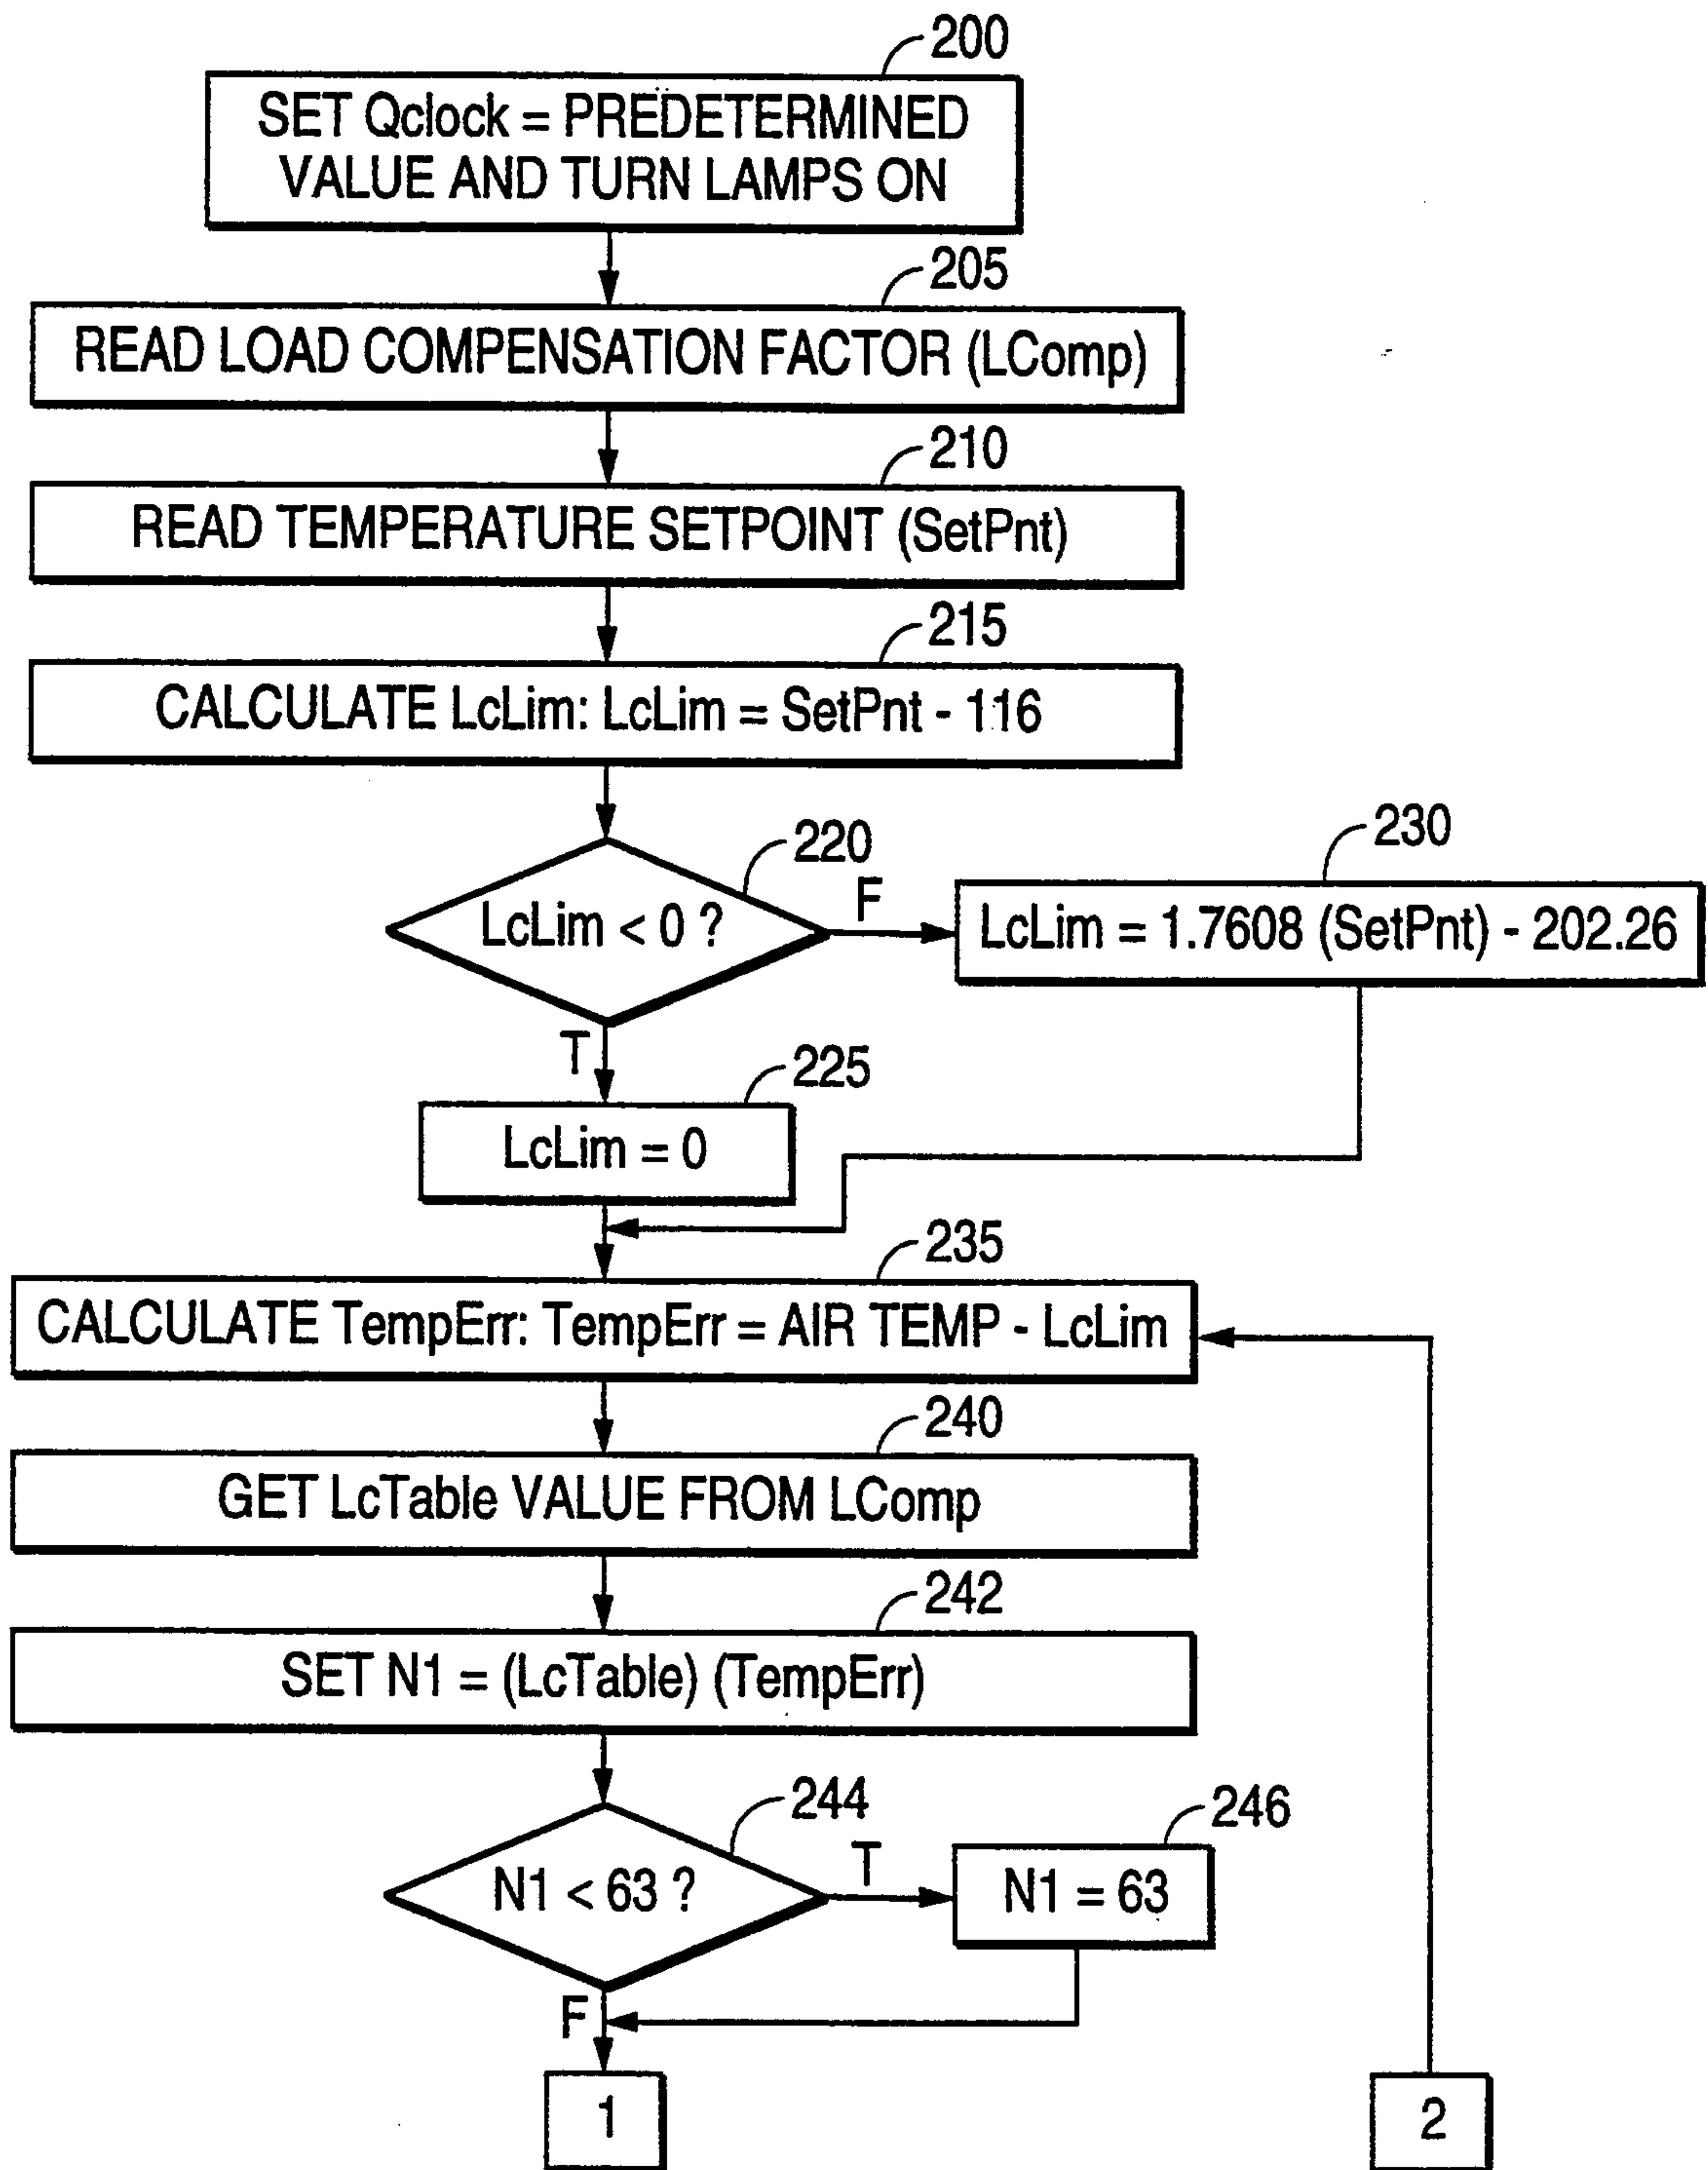 200
SET Qclock = PREDETERMINED
VALUE AND TURN LAMPS ON
205
READ LOAD COMPENSATION FACTOR (LComp)
210
READ TEMPERATURE SETPOINT (SetPnt)
215
CALCULATE LcLim: LcLim = SetPnt - 116
220
LcLim < 0 ?
F
230
LcLim = 1.7608 (SetPnt) - 202.26
T
225
LcLim = 0
235
CALCULATE TempErr: TempErr = AIR TEMP - LcLim
240
GET LcTable VALUE FROM LComp
242
SET N1 = (LcTable) (TempErr)
244
N1 < 63 ?
T
246
N1 = 63
F
1
2